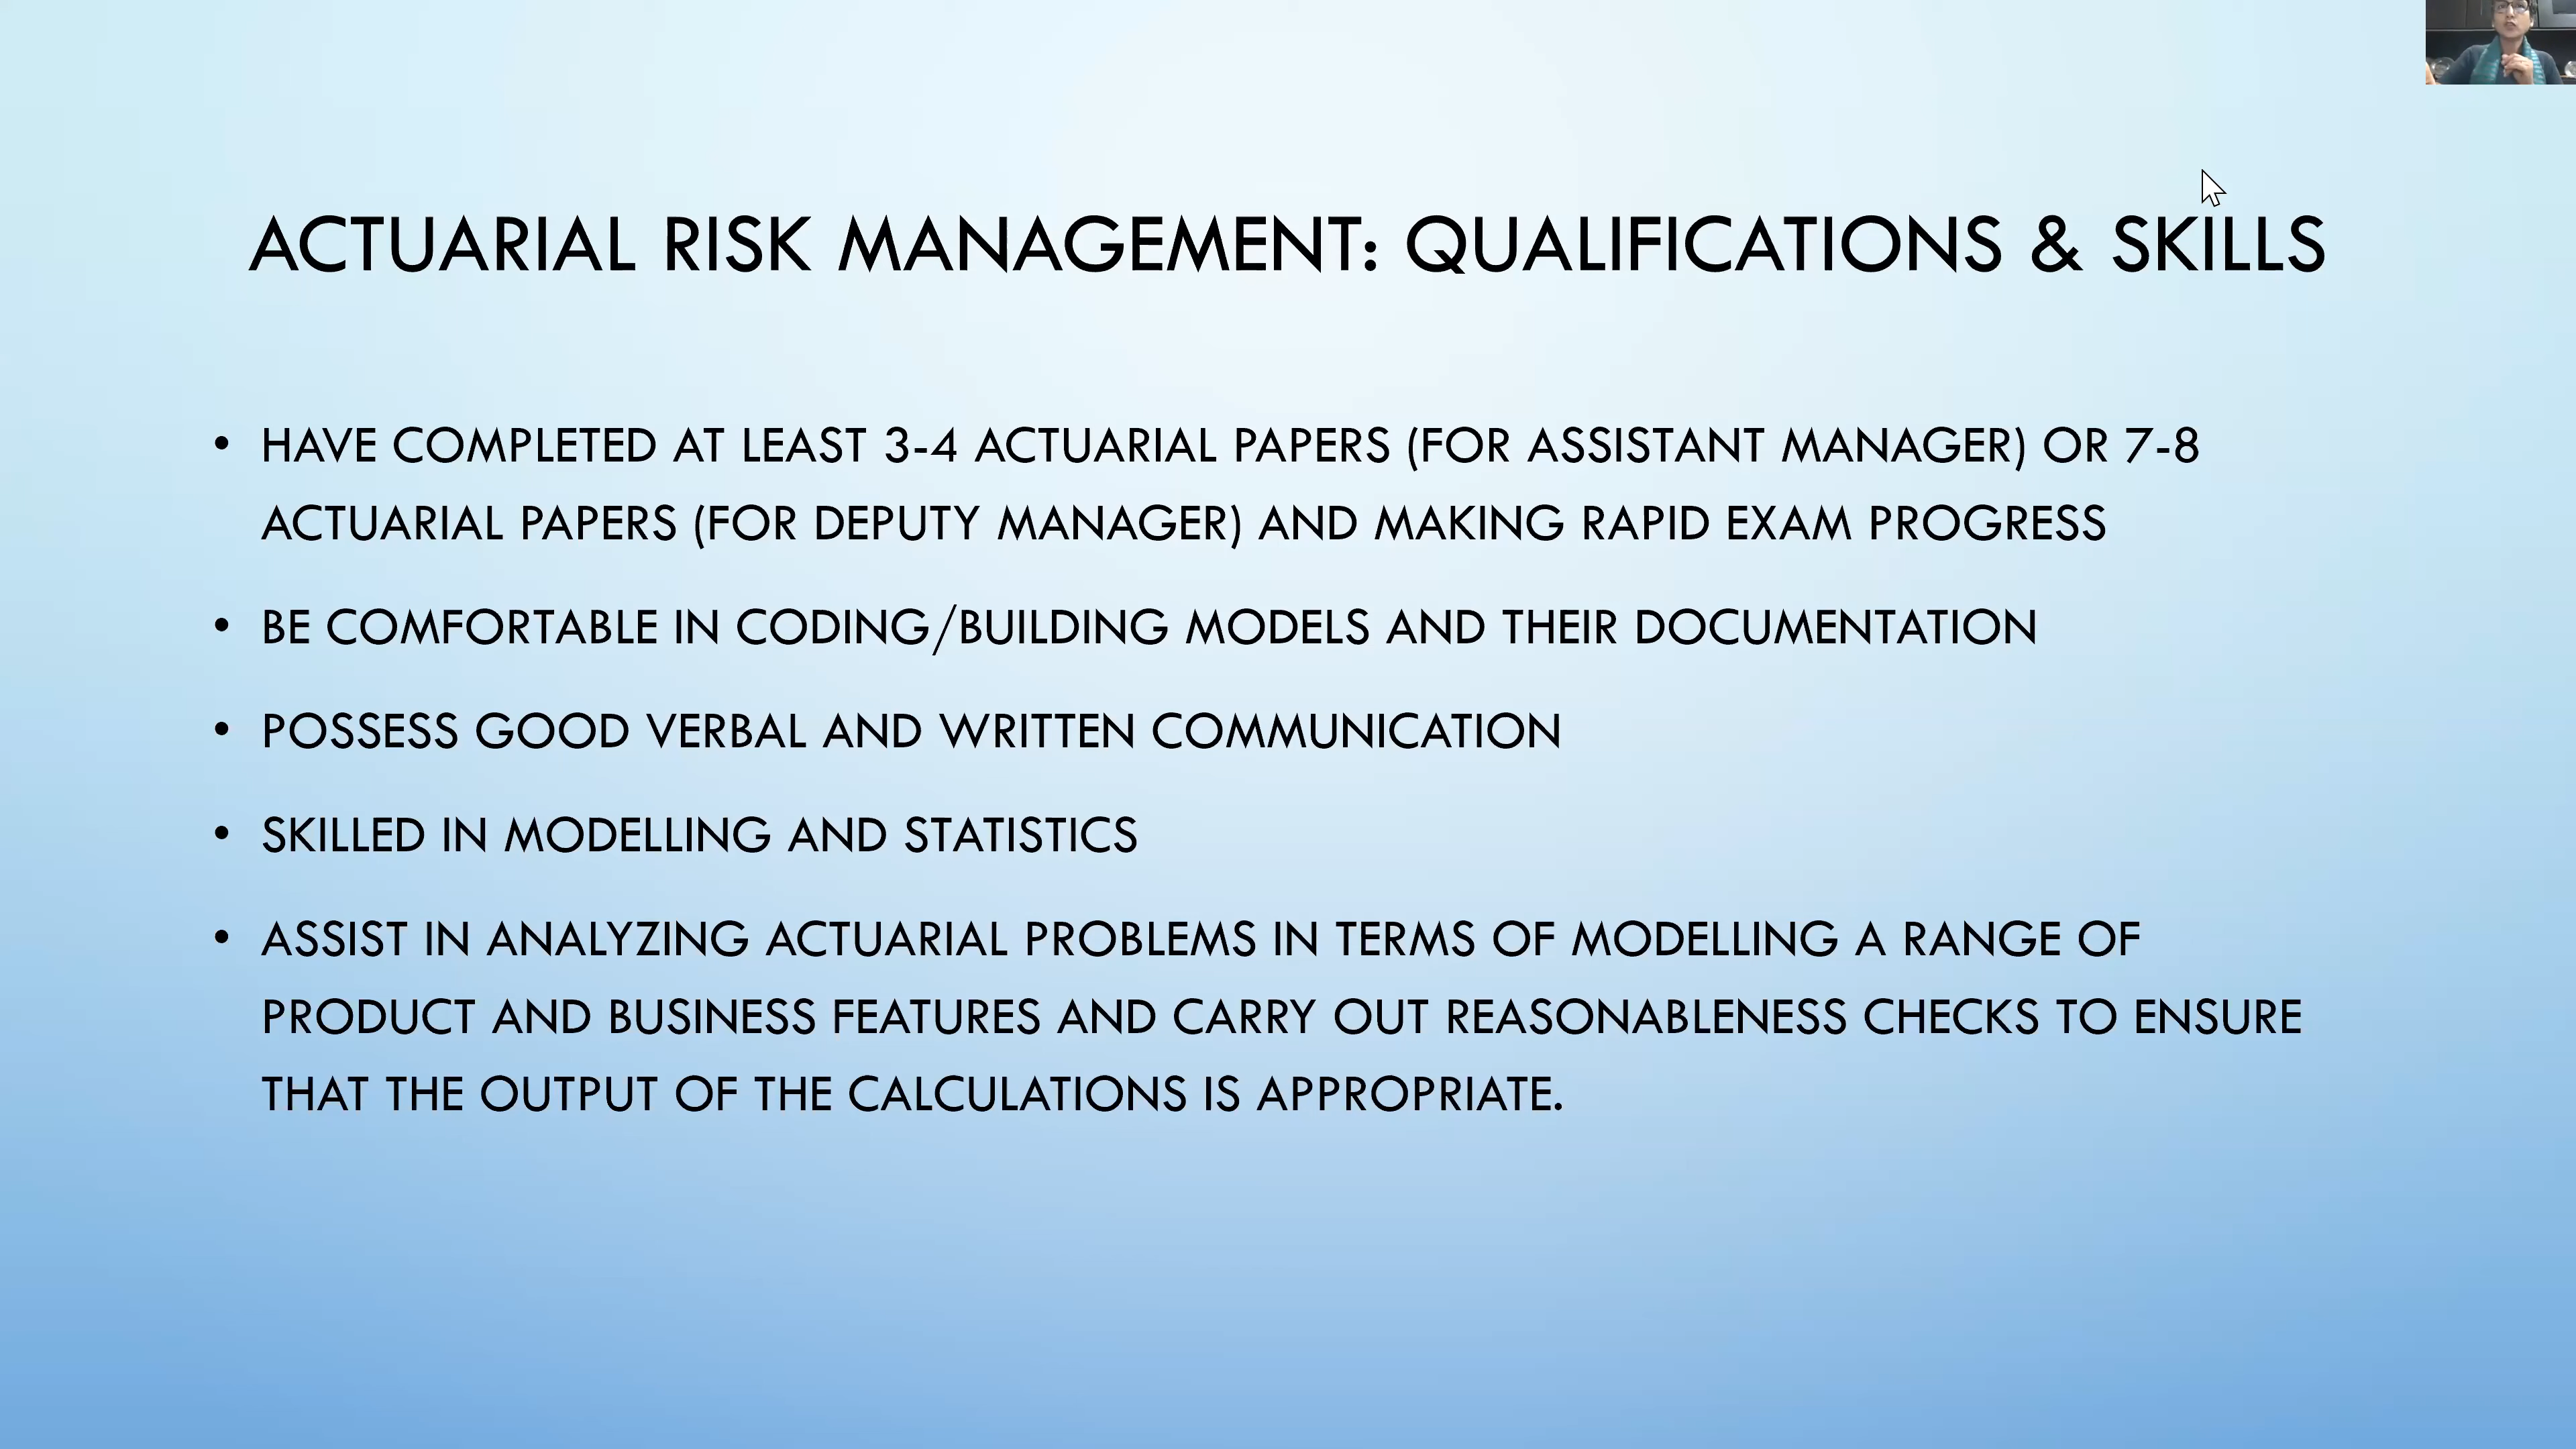 ACTUARIAL RISK MANAGEMENT: QUALIFICATIONS & SKILLS
• HAVE COMPLETED AT LEAST 3-4 ACTUARIAL PAPERS (FOR ASSISTANT MANAGER) OR 7-8
ACTUARIAL PAPERS (FOR DEPUTY MANAGER) AND MAKING RAPID EXAM PROGRESS
• BE COMFORTABLE IN CODING/BUILDING MODELS AND THEIR DOCUMENTATION
• POSSESS GOOD VERBAL AND WRITTEN COMMUNICATION
• SKILLED IN MODELLING AND STATISTICS
• ASSIST IN ANALYZING ACTUARIAL PROBLEMS IN TERMS OF MODELLING A RANGE OF
PRODUCT AND BUSINESS FEATURES AND CARRY OUT REASONABLENESS CHECKS TO ENSURE
THAT THE OUTPUT OF THE CALCULATIONS IS APPROPRIATE.